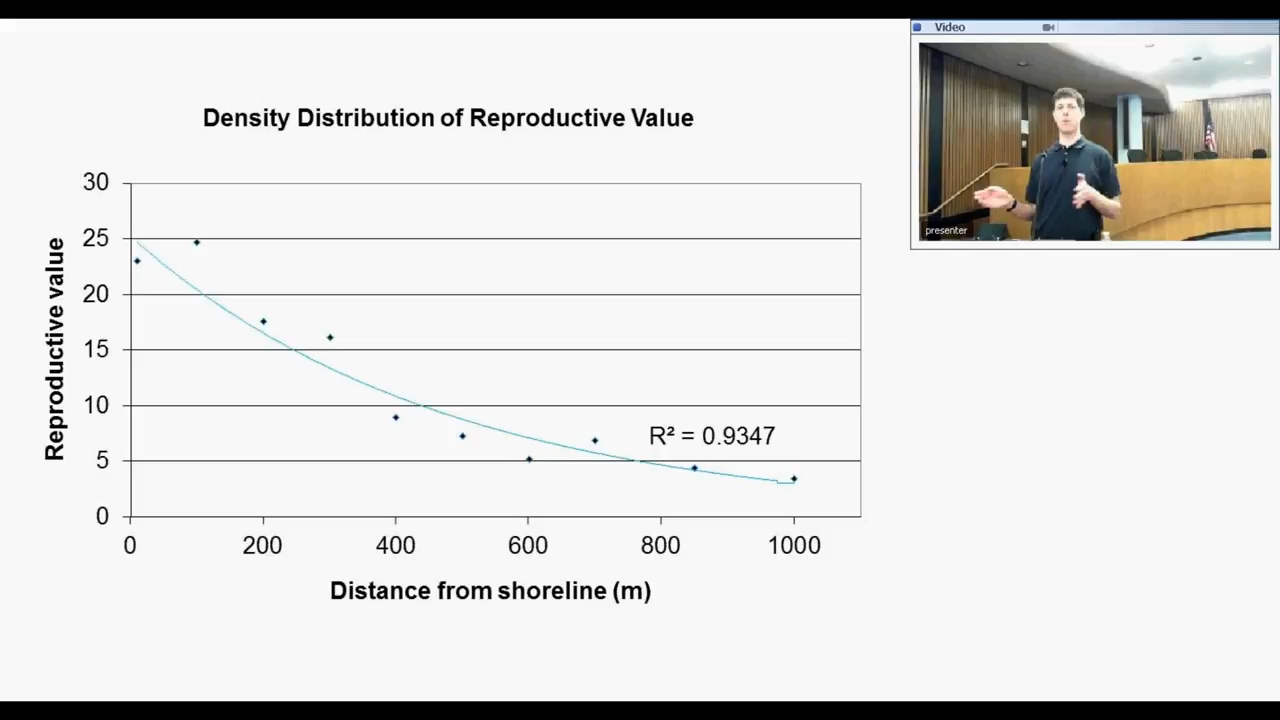 Video
presenter
Density Distribution of Reproductive Value
Reproductive value
30
25
20
15
10
5
0
R² = 0.9347
0 200 400 600 800 1000
Distance from shoreline (m)